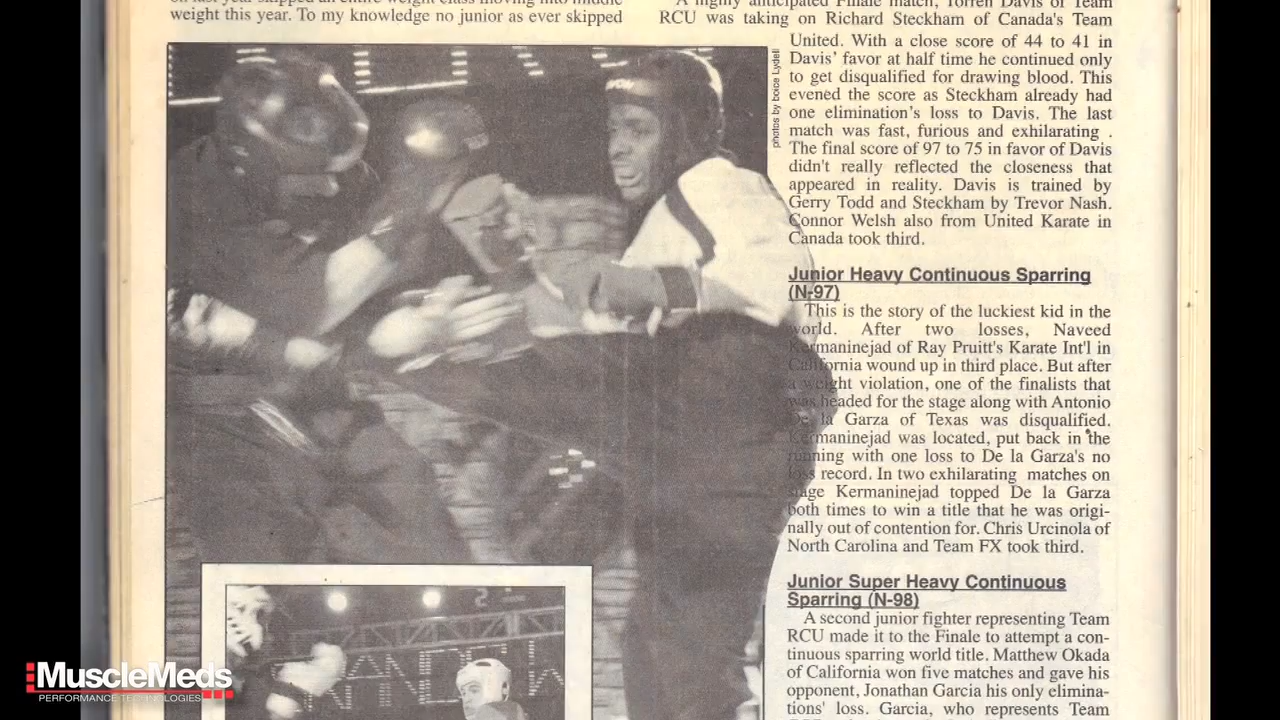 on last year skipped an entire weight class moving into middle
weight this year. To my knowledge no junior as ever skipped
A highly anticipated Finale match, Torren Davis of Team
RCU was taking on Richard Steckham of Canada's Team
United. With a close score of 44 to 41 in
Davis' favor at half time he continued only
to get disqualified for drawing blood. This
evened the score as Steckham already had
one elimination's loss to Davis. The last
match was fast, furious and exhilarating .
The final score of 97 to 75 in favor of Davis
didn't really reflected the closeness that
appeared in reality. Davis is trained by
Gerry Todd and Steckham by Trevor Nash.
Connor Welsh also from United Karate in
Canada took third.
photos by boice Lydell
Junior Heavy Continuous Sparring
(N-97)
This is the story of the luckiest kid in the
world. After two losses, Naveed
Kermaninejad of Ray Pruitt's Karate Int'l in
California wound up in third place. But after
a weight violation, one of the finalists that
was headed for the stage along with Antonio
De la Garza of Texas was disqualified.
Kermaninejad was located, put back in the
running with one loss to De la Garza's no
loss record. In two exhilarating matches on
stage Kermaninejad topped De la Garza
both times to win a title that he was origi-
nally out of contention for. Chris Urcinola of
North Carolina and Team FX took third.
Junior Super Heavy Continuous
Sparring (N-98)
A second junior fighter representing Team
RCU made it to the Finale to attempt a con-
tinuous sparring world title. Matthew Okada
of California won five matches and gave his
opponent, Jonathan Garcia his only elimina-
tions' loss. Garcia, who represents Team
MuscleMeds
PERFORMANCE TECHNOLOGIES